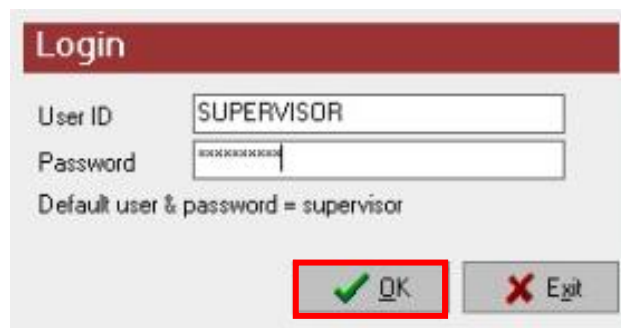 Login
User ID SUPERVISOR
Password **********
Default user & password = supervisor
OK Exit